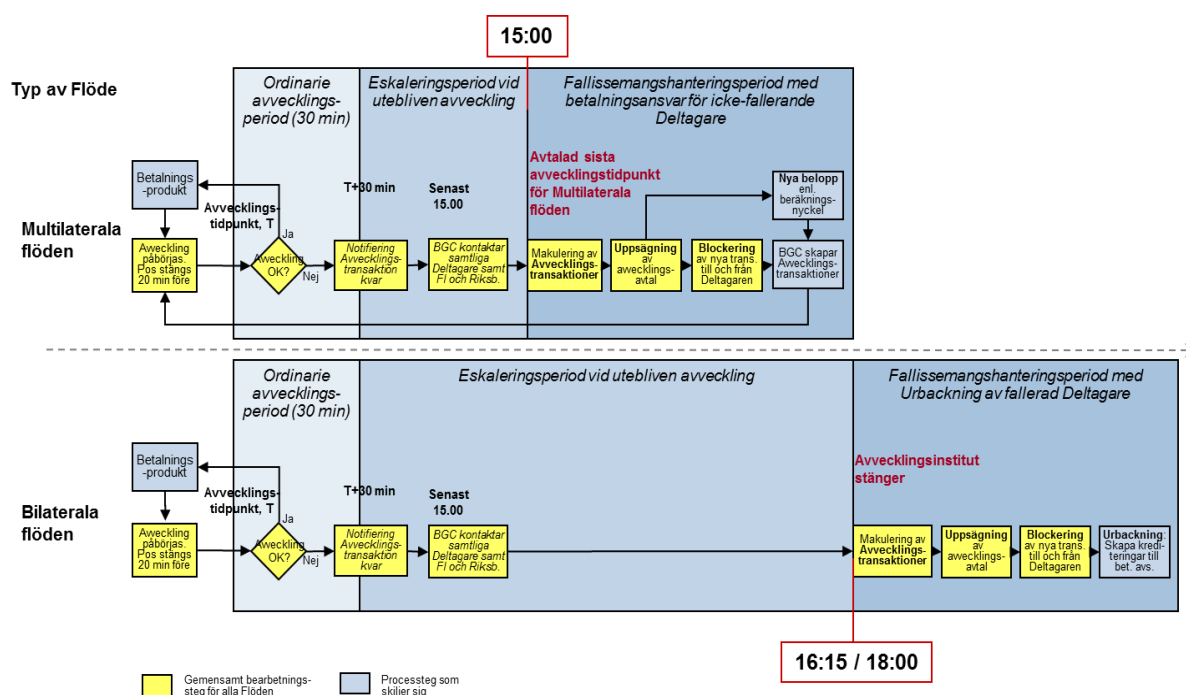 15:00
Typ av Flöde
Ordinarie
avvecklings-
period (30 min)
Eskaleringsperiod vid
utebliven avveckling
Fallissemangshanteringsperiod med
betalningsansvar för icke-fallerande
Deltagare
Multilaterala
flöden
Betalnings
-produkt
Avvecklings-
tidpunkt, T
Avveckling
påbörjas.
Pos stängs
20 min före
Ja
Avveckling
OK?
Nej
T+30 min
Notifiering
Avvecklings-
transaktion
kvar
Senast
15.00
BGC kontaktar
samtliga
Deltagare samt
FI och Riksb.
Avtalad sista
avvecklingstidpunkt
för Multilaterala
flöden
Makulering av
Avvecklings-
transaktioner
Uppsägning
av
avvecklings-
avtal
Blockering
av nya trans.
till och från
Deltagaren
Nya belopp
enl.
beräknings-
nyckel
BGC skapar
Avvecklings-
transaktioner
Ordinarie
avvecklings-
period (30 min)
Eskaleringsperiod vid utebliven avveckling
Fallissemangshanteringsperiod med
Urbackning av fallerad Deltagare
Bilaterala
flöden
Betalnings
-produkt
Avvecklings-
tidpunkt, T
Avveckling
påbörjas.
Pos stängs
20 min före
Ja
Avveckling
OK?
Nej
T+30 min
Notifiering
Avvecklings-
transaktion
kvar
Senast
15.00
BGC kontaktar
samtliga
Deltagare samt
FI och Riksb.
Avvecklingsinstitut
stänger
Makulering av
Avvecklings-
transaktioner
Uppsägning
av
avvecklings-
avtal
Blockering
av nya trans.
till och från
Deltagaren
Urbackning:
Skapa kredi-
teringar till
bet. avs.
16:15 / 18:00
Gemensamt bearbetnings-
steg för alla Flöden
Processteg som
skiljer sig